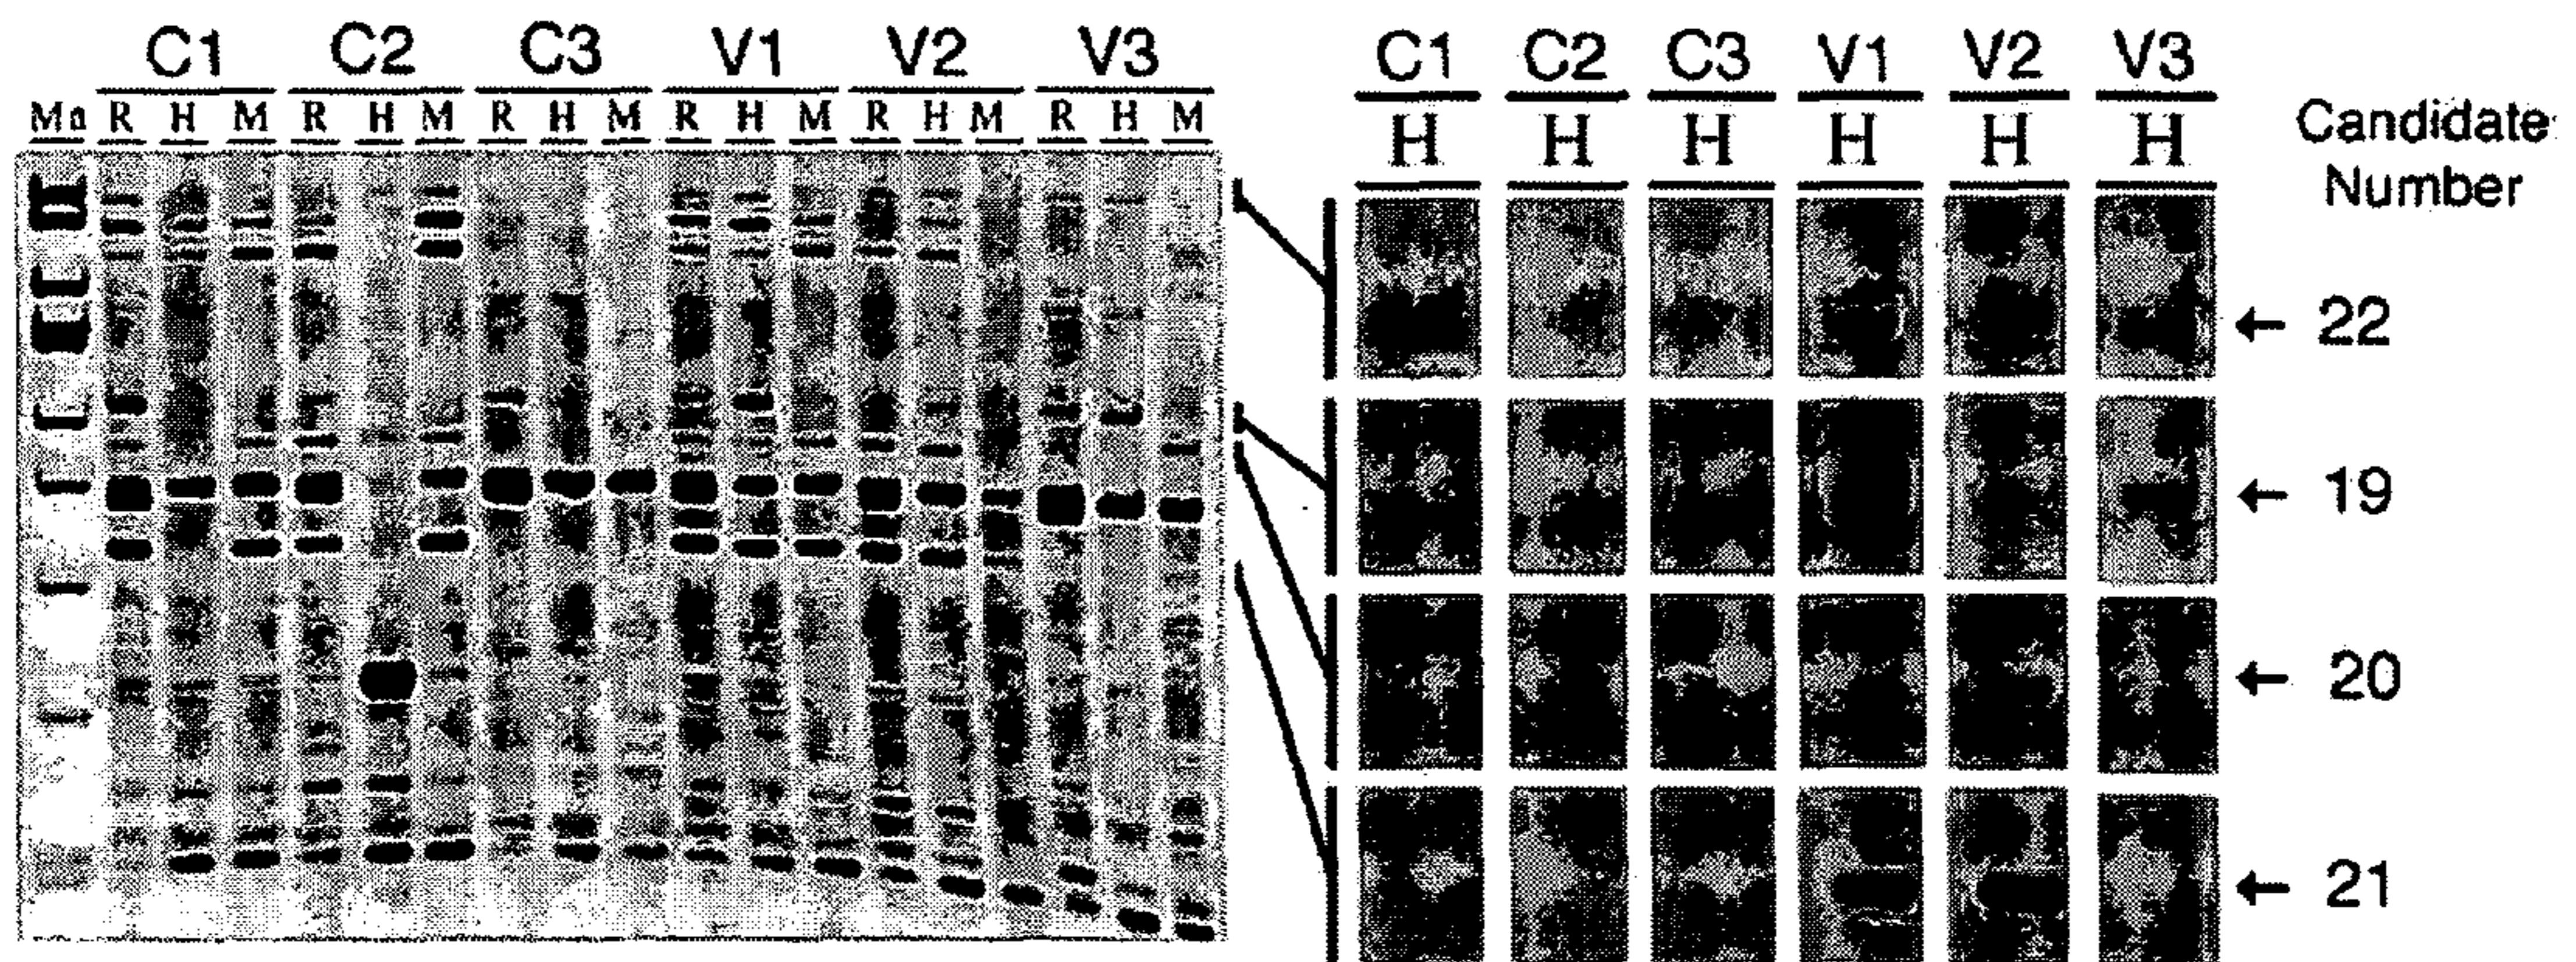 C1 C2 C3 V1 V2 V3
Ma R H M R H M R H M R H M R H M R H M
C1 C2 C3 V1 V2 V3
H H H H H H
Candidate
Number
← 22
← 19
← 20
← 21